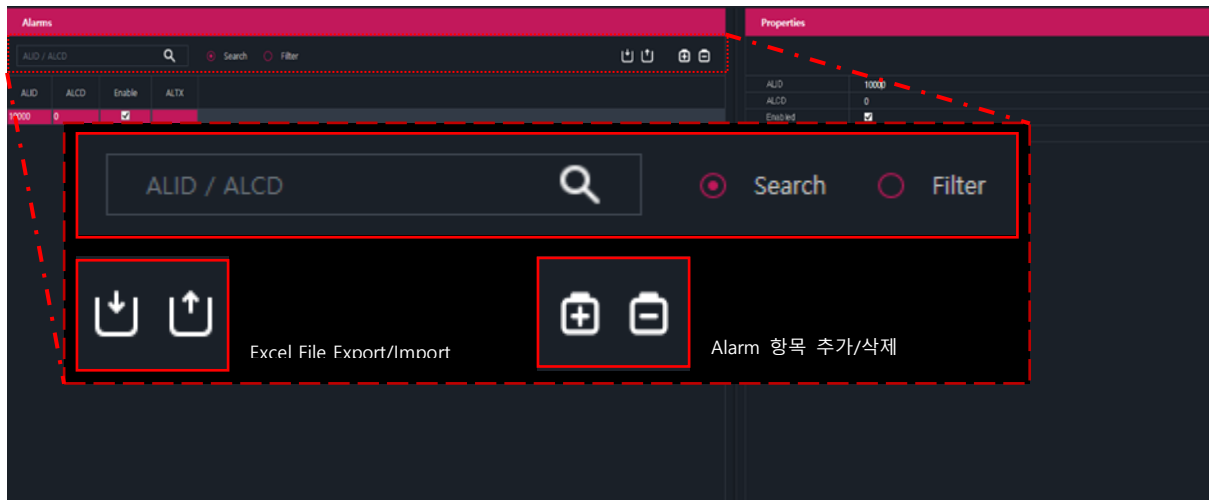 Alarms
Properties
ALID / ALCD
Search
Filter
ALID ALCD Enable ALTX
10000 0
ALID 10000
ALCD 0
Enabled
ALID / ALCD
Search
Filter
Excel File Export/Import
Alarm 항목 추가/삭제